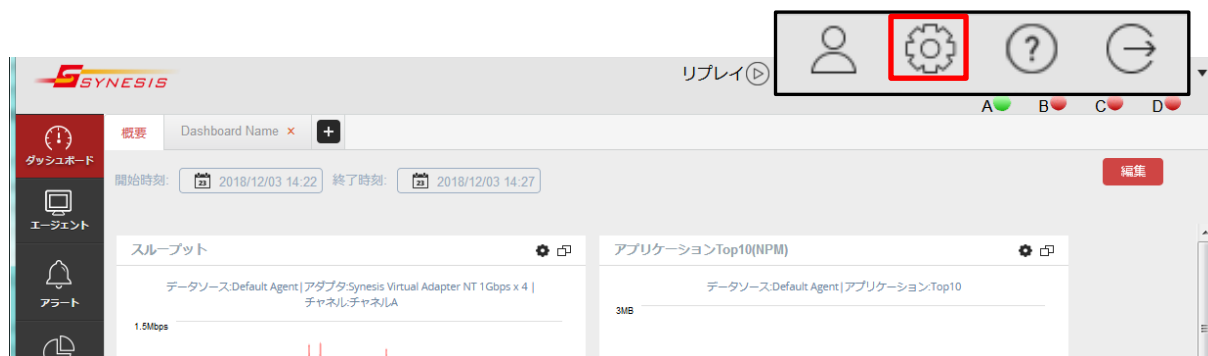 SYNESIS
リプレイ
?
A B C D
概要 Dashboard Name × +
ダッシュボード
開始時刻: 23 2018/12/03 14:22 終了時刻: 23 2018/12/03 14:27
編集
エージェント
スループット
アプリケーションTop10(NPM)
アラート
データソース:Default Agent|アダプタ:Synesis Virtual Adapter NT 1Gbps x 4 |
チャネル:チャネルA
データソース:Default Agent|アプリケーション:Top10
1.5Mbps
3MB